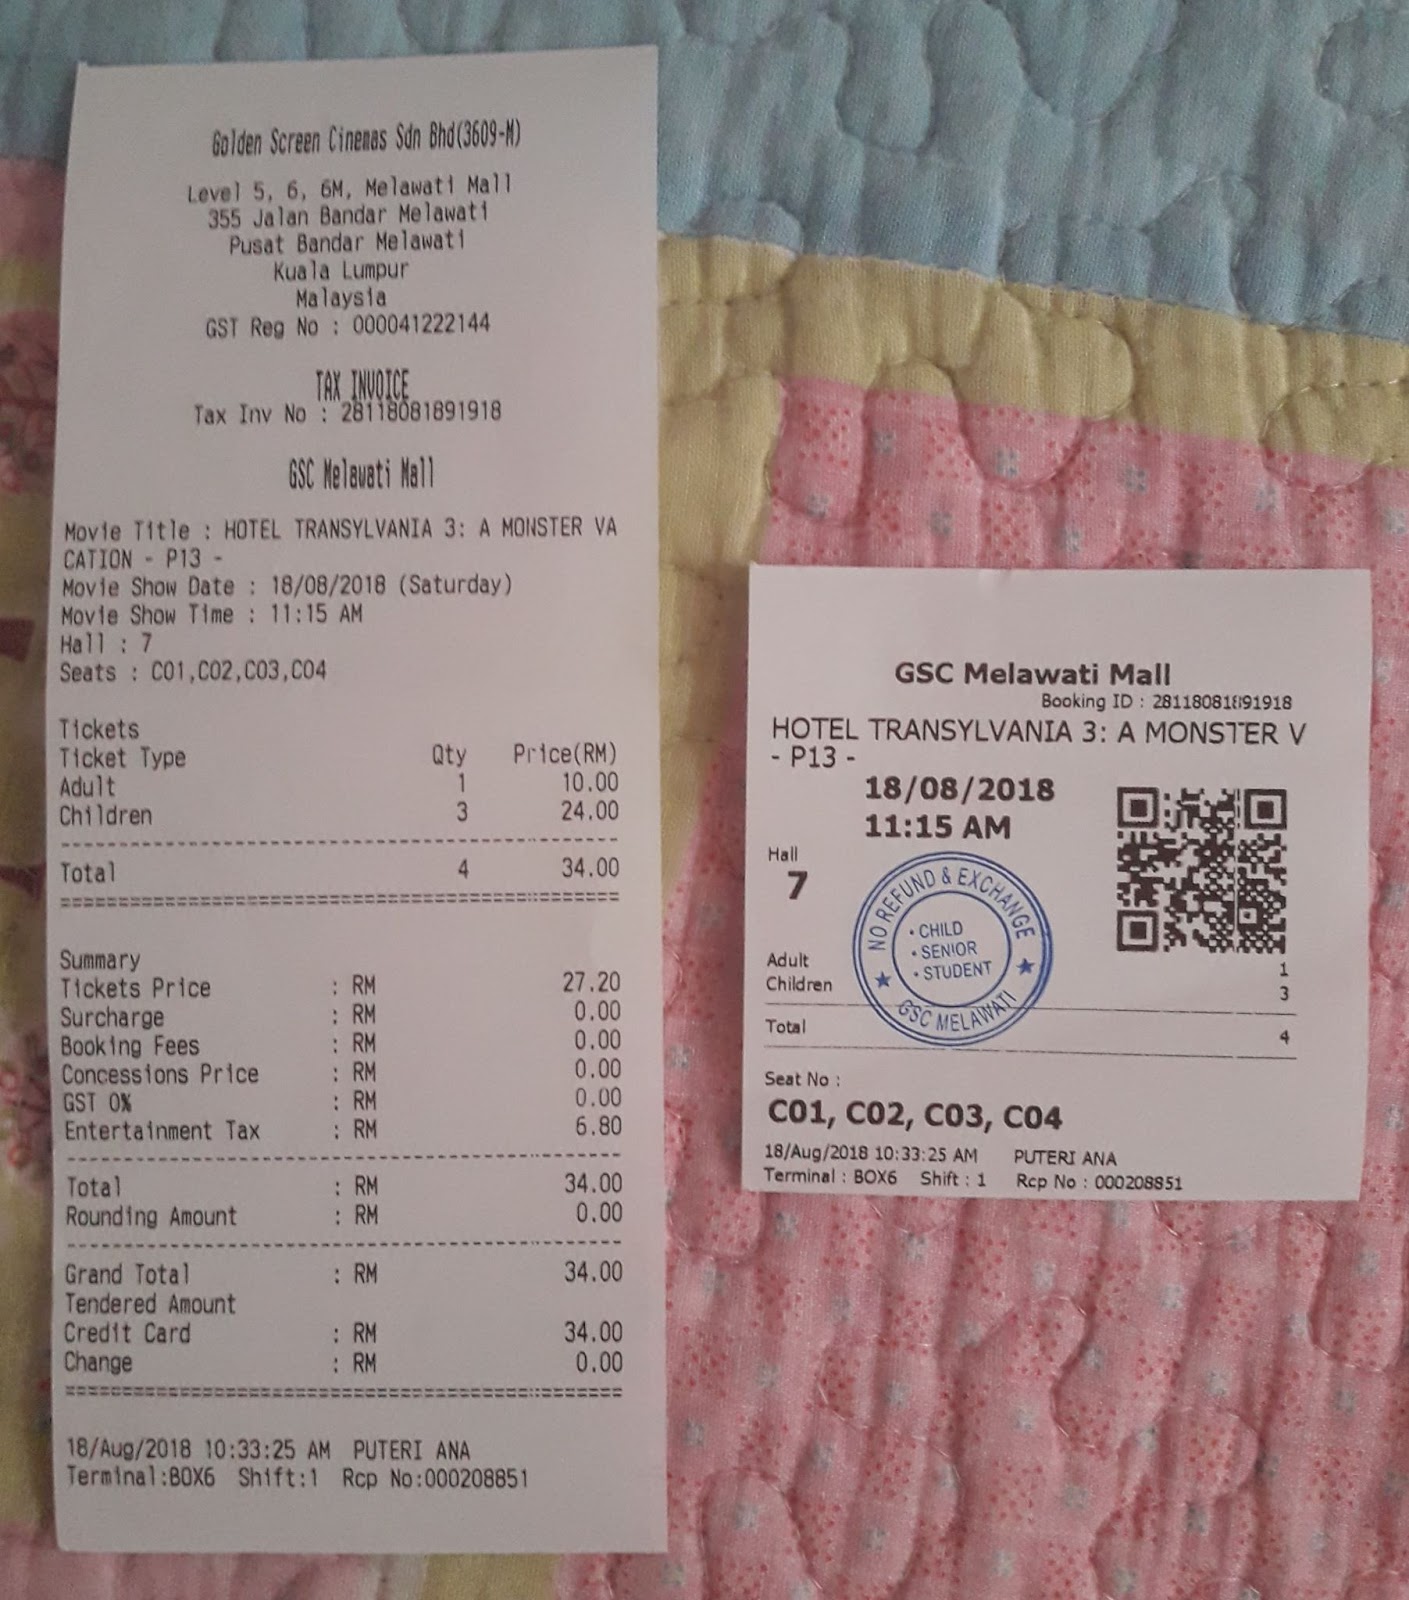 Golden Screen Cinemas Sdn Bhd(3609-M)
Level 5, 6, 6M, Melawati Mall
355 Jalan Bandar Melawati
Pusat Bandar Melawati
Kuala Lumpur
Malaysia
GST Reg No : 000041222144
TAX INVOICE
Tax Inv No : 28118081891918
GSC Melawati Mall
Movie Title : HOTEL TRANSYLVANIA 3: A MONSTER VA
CATION - P13 -
Movie Show Date : 18/08/2018 (Saturday)
Movie Show Time : 11:15 AM
Hall : 7
Seats : C01,C02,C03,C04
Tickets
Ticket Type Qty Price(RM)
Adult 1 10.00
Children 3 24.00
Total 4 34.00
Summary
Tickets Price : RM 27.20
Surcharge : RM 0.00
Booking Fees : RM 0.00
Concessions Price : RM 0.00
GST 0% : RM 0.00
Entertainment Tax : RM 6.80
Total : RM 34.00
Rounding Amount : RM 0.00
Grand Total : RM 34.00
Tendered Amount
Credit Card : RM 34.00
Change : RM 0.00
18/Aug/2018 10:33:25 AM PUTERI ANA
Terminal:BOX6 Shift:1 Rcp No:000208851
GSC Melawati Mall
Booking ID : 28118081891918
HOTEL TRANSYLVANIA 3: A MONSTER V
- P13 -
18/08/2018
11:15 AM
Hall
7
NO REFUND & EXCHANGE
• CHILD
• SENIOR
• STUDENT
★ GSC MELAWATI ★
Adult 1
Children 3
Total 4
Seat No :
C01, C02, C03, C04
18/Aug/2018 10:33:25 AM PUTERI ANA
Terminal : BOX6 Shift : 1 Rcp No : 000208851